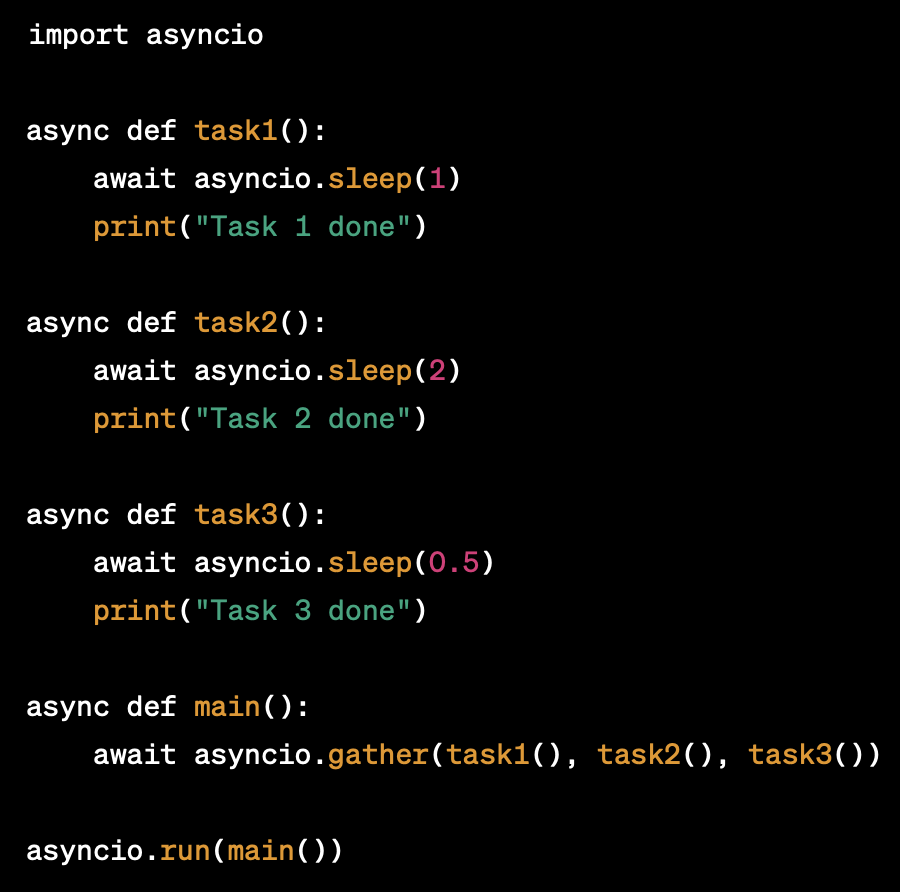 import asyncio

async def task1():
    await asyncio.sleep(1)
    print("Task 1 done")

async def task2():
    await asyncio.sleep(2)
    print("Task 2 done")

async def task3():
    await asyncio.sleep(0.5)
    print("Task 3 done")

async def main():
    await asyncio.gather(task1(), task2(), task3())

asyncio.run(main())